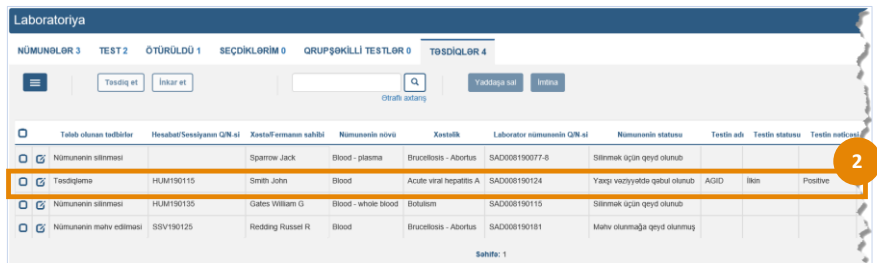 Laboratoriya
NÜMUNƏLƏR 3 TEST 2 ÖTÜRÜLDÜ 1 SEÇDİKLƏRİM 0 QRUPŞƏKİLLİ TESTLƏR 0 TƏSDİQLƏR 4
Təsdiq et İnkar et Yaddaşa sal İmtina
Ətraflı axtarış
Tələb olunan tədbirlər Hesabat/Sessiyanın Q/N-si Xəstə/Fermanın sahibi Nümunənin növü Xəstəlik Laborator nümunənin Q/N-si Nümunənin statusu Testin adı Testin statusu Testin nəticəsi
Nümunənin silinməsi Sparrow Jack Blood - plasma Brucellosis - Abortus SAD008190077-8 Silinmək üçün qeyd olunub
2
Təsdiqləmə HUM190115 Smith John Blood Acute viral hepatitis A SAD008190124 Yaxşı vəziyyətdə qəbul olunub AGID İlkin Positive
Nümunənin silinməsi HUM190135 Gates William G Blood - whole blood Botulism SAD008190115 Silinmək üçün qeyd olunub
Nümunənin məhv edilməsi SSV190125 Redding Russel R Blood Brucellosis - Abortus SAD008190181 Məhv olunmağa qeyd olunmuş
Səhifə: 1